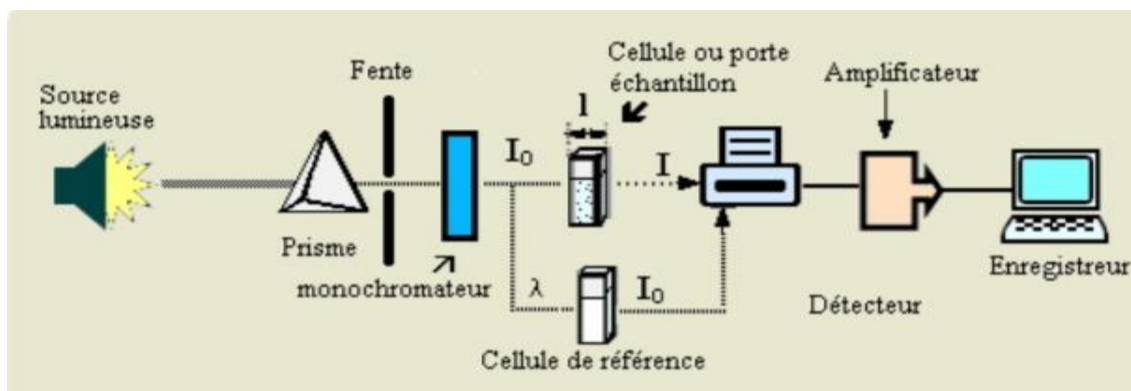 Source
lumineuse
Fente
Prisme
monochromateur
I₀
l
Cellule ou porte
échantillon
I
λ
I₀
Cellule de référence
Amplificateur
Détecteur
Enregistreur